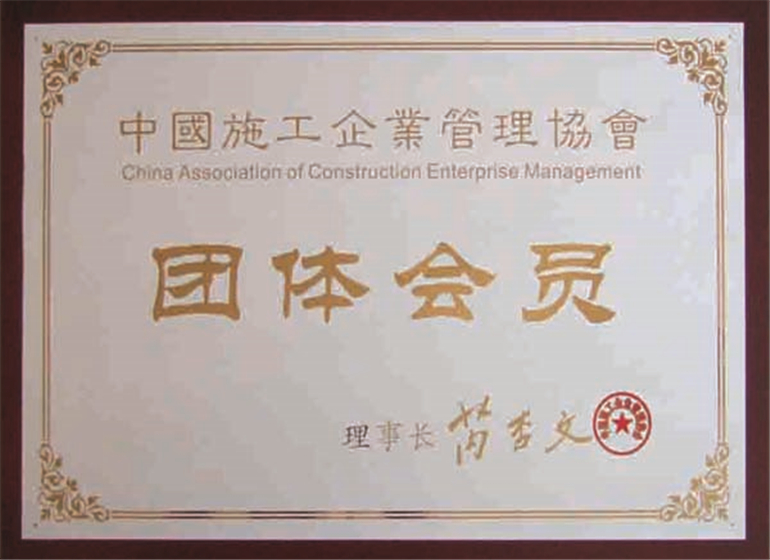 中國施工企業管理協會
China Association of Construction Enterprise Management
团体会员
理事长